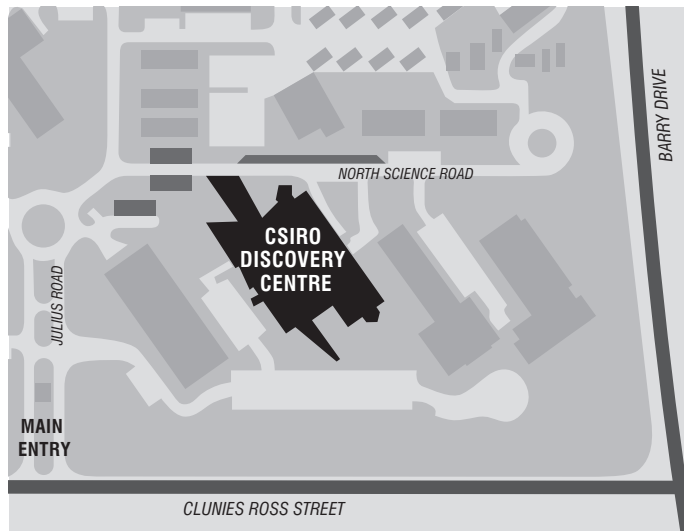 BARRY DRIVE
NORTH SCIENCE ROAD
CSIRO
DISCOVERY
CENTRE
JULIUS ROAD
MAIN
ENTRY
CLUNIES ROSS STREET